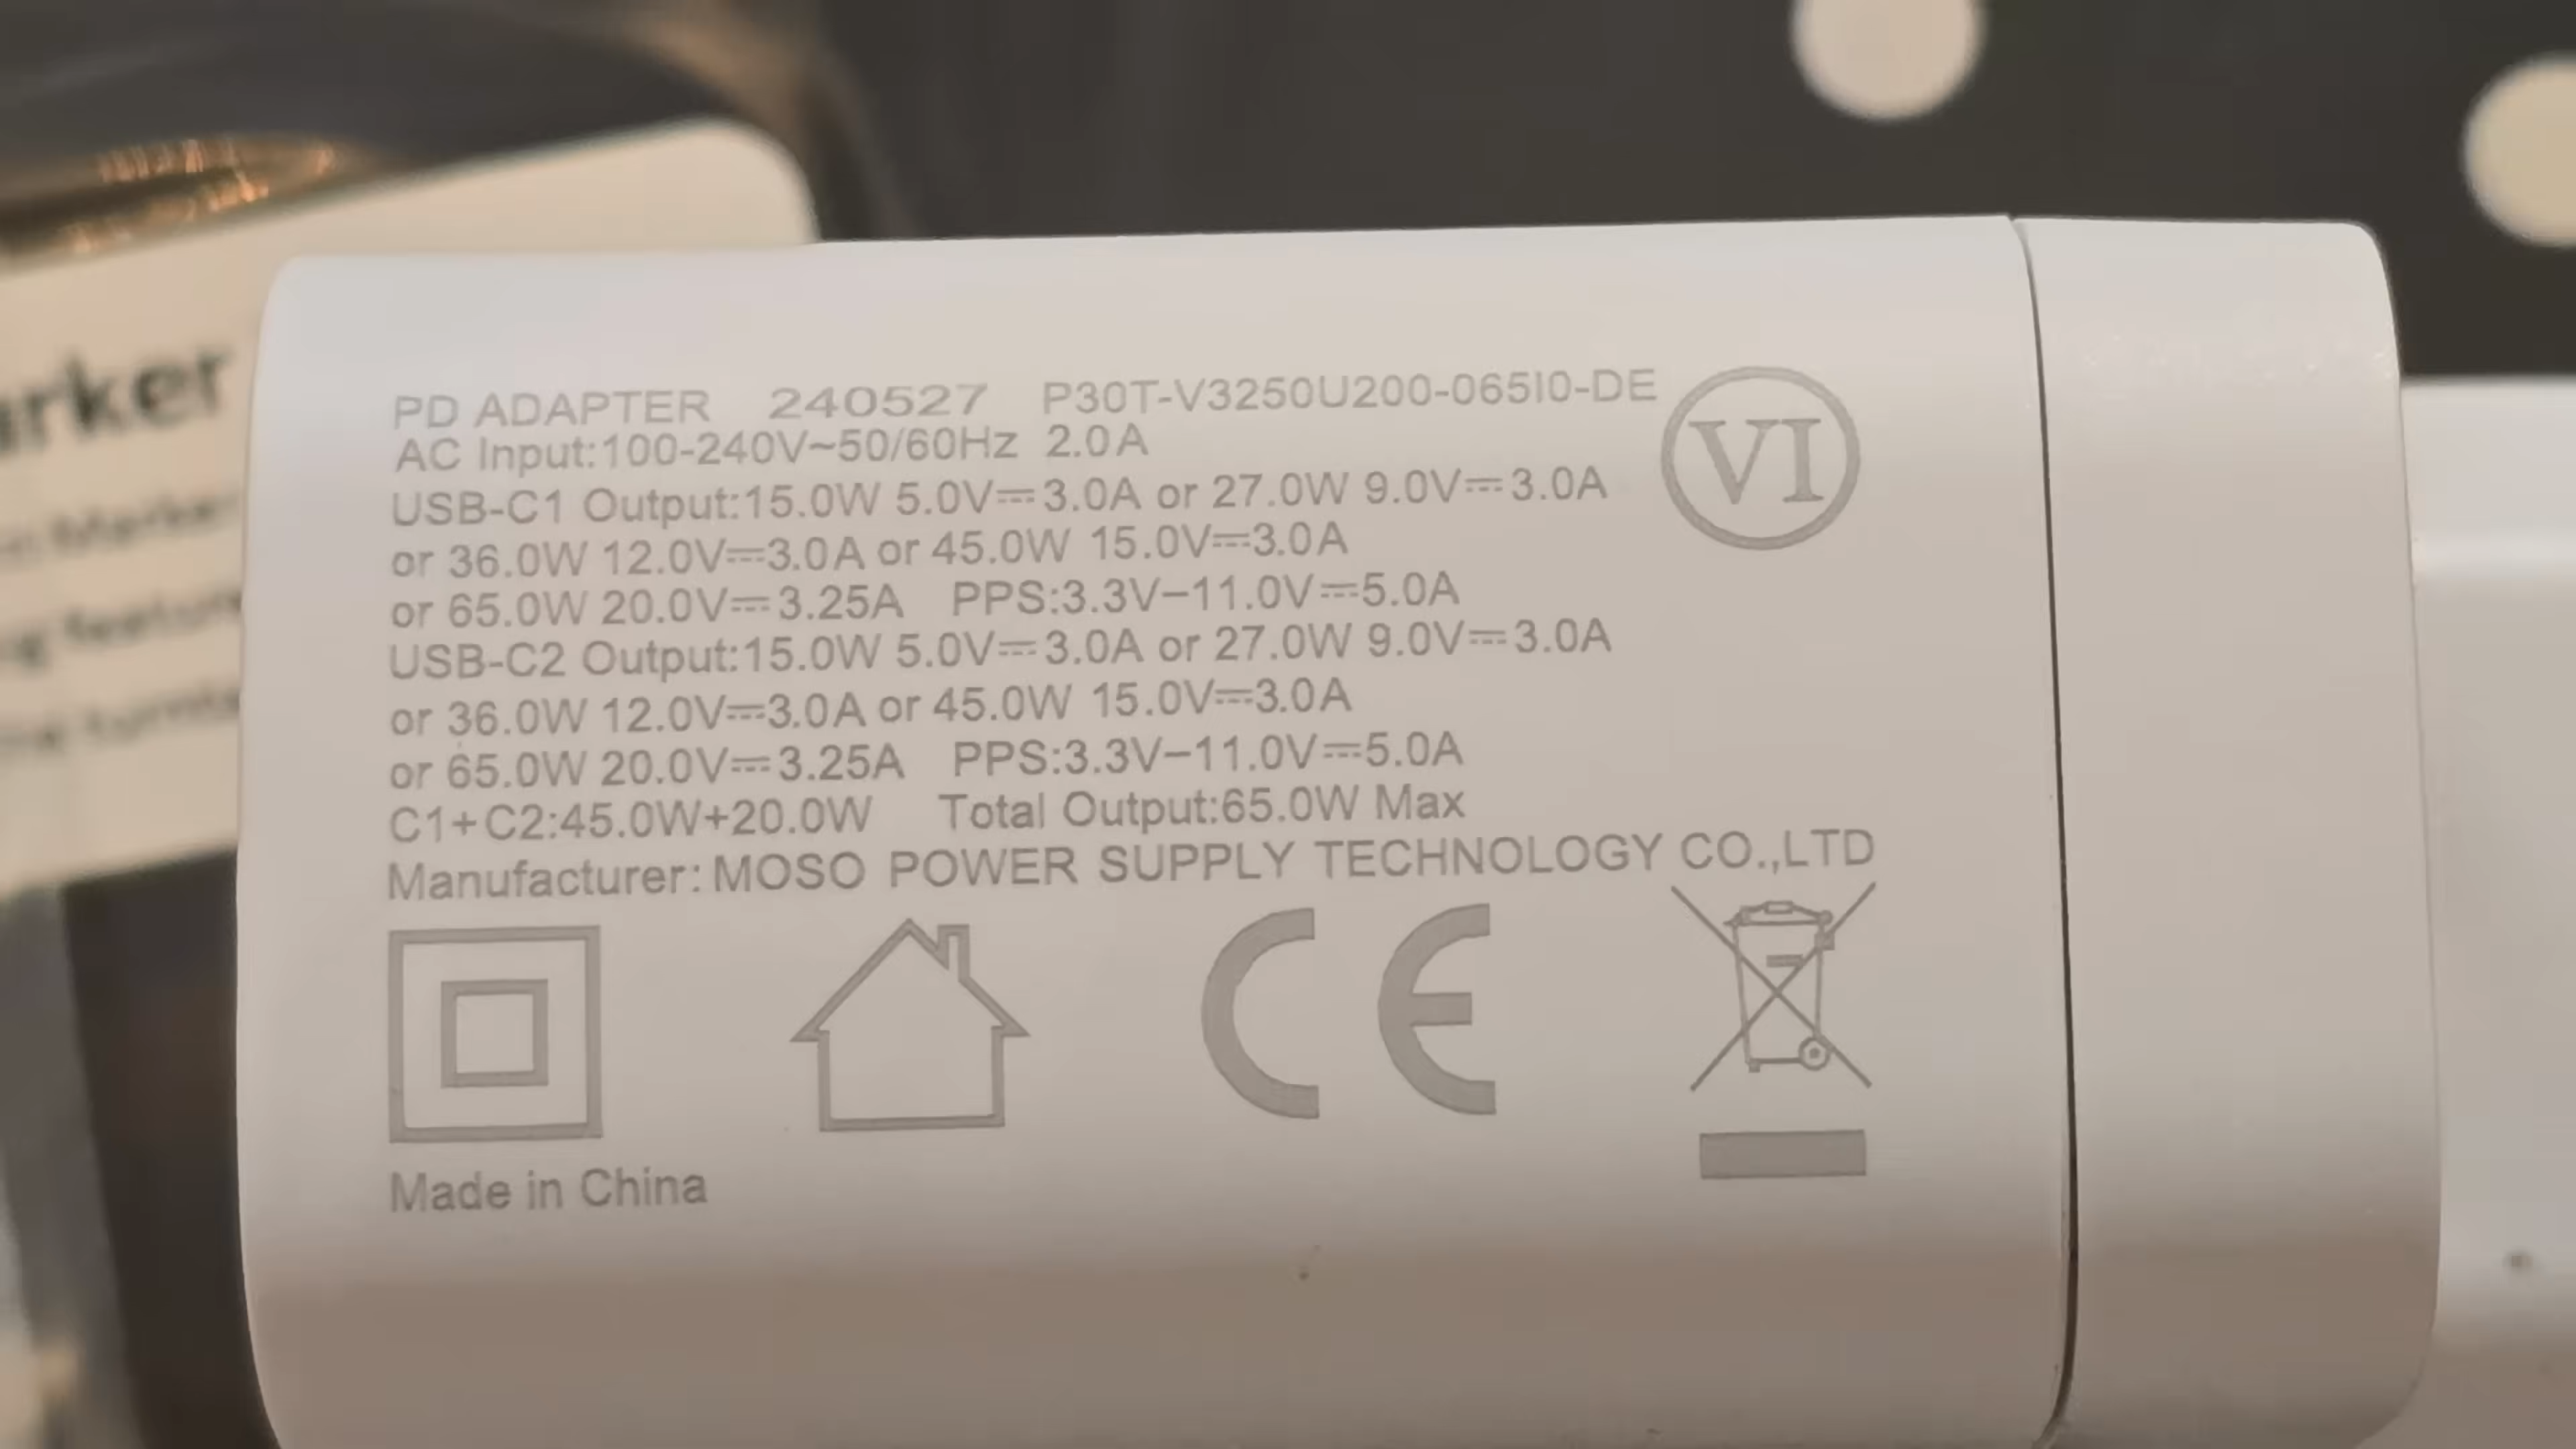 PD ADAPTER 240527 P30T-V3250U200-065I0-DE
VI
AC Input:100-240V~50/60Hz 2.0A
USB-C1 Output:15.0W 5.0V⎓3.0A or 27.0W 9.0V⎓3.0A
or 36.0W 12.0V⎓3.0A or 45.0W 15.0V⎓3.0A
or 65.0W 20.0V⎓3.25A PPS:3.3V–11.0V⎓5.0A
USB-C2 Output:15.0W 5.0V⎓3.0A or 27.0W 9.0V⎓3.0A
or 36.0W 12.0V⎓3.0A or 45.0W 15.0V⎓3.0A
or 65.0W 20.0V⎓3.25A PPS:3.3V–11.0V⎓5.0A
C1+C2:45.0W+20.0W Total Output:65.0W Max
Manufacturer: MOSO POWER SUPPLY TECHNOLOGY CO.,LTD
CE
Made in China